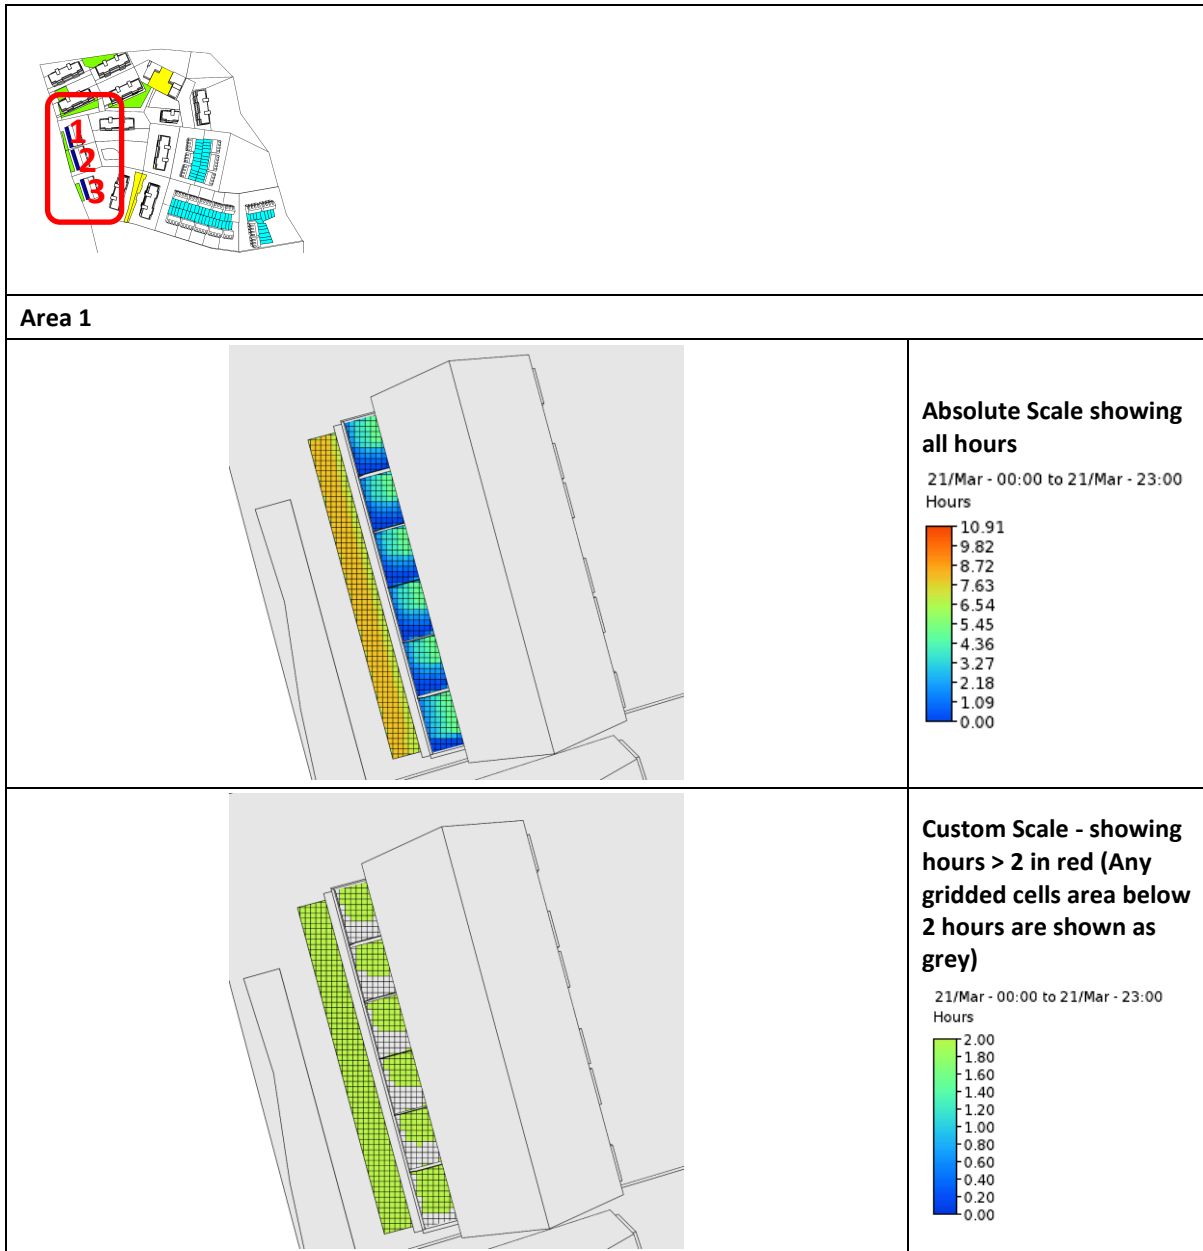 1
2
3
Area 1
Absolute Scale showing
all hours
21/Mar - 00:00 to 21/Mar - 23:00
Hours
10.91
9.82
8.72
7.63
6.54
5.45
4.36
3.27
2.18
1.09
0.00
Custom Scale - showing
hours > 2 in red (Any
gridded cells area below
2 hours are shown as
grey)
21/Mar - 00:00 to 21/Mar - 23:00
Hours
2.00
1.80
1.60
1.40
1.20
1.00
0.80
0.60
0.40
0.20
0.00